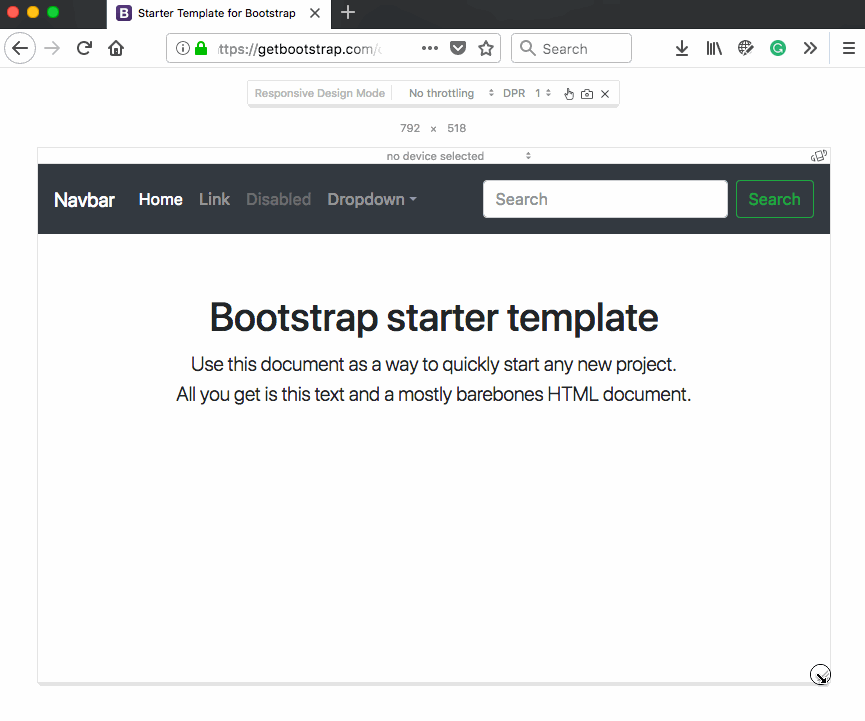 B Starter Template for Bootstrap
ttps://getbootstrap.com/
Search
G
Responsive Design Mode No throttling DPR 1
792 × 518
no device selected
Navbar Home Link Disabled Dropdown Search Search
Bootstrap starter template
Use this document as a way to quickly start any new project.
All you get is this text and a mostly barebones HTML document.